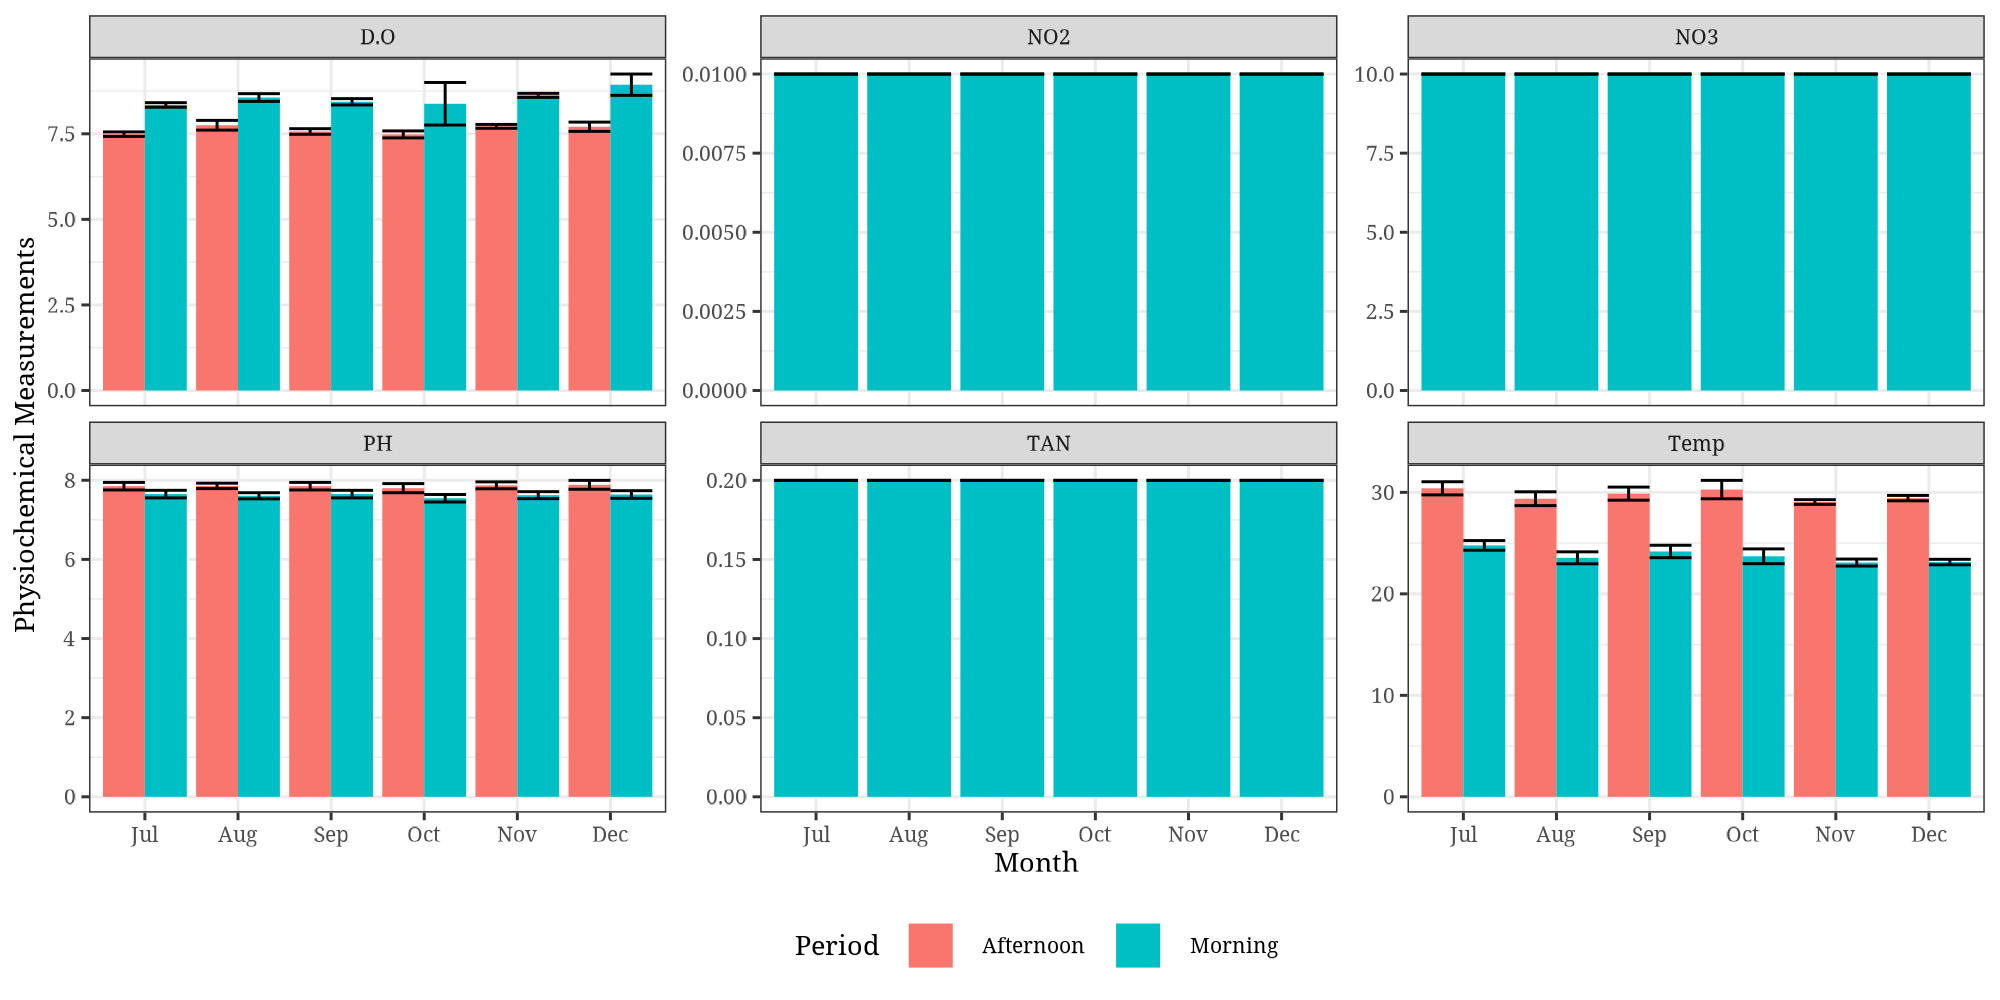 D.O
NO2
NO3
0.0
2.5
5.0
7.5
0.0000
0.0025
0.0050
0.0075
0.0100
0.0
2.5
5.0
7.5
10.0
PH
TAN
Temp
0
2
4
6
8
0.00
0.05
0.10
0.15
0.20
0
10
20
30
Jul Aug Sep Oct Nov Dec
Jul Aug Sep Oct Nov Dec
Jul Aug Sep Oct Nov Dec
Physiochemical Measurements
Month
Period Afternoon Morning